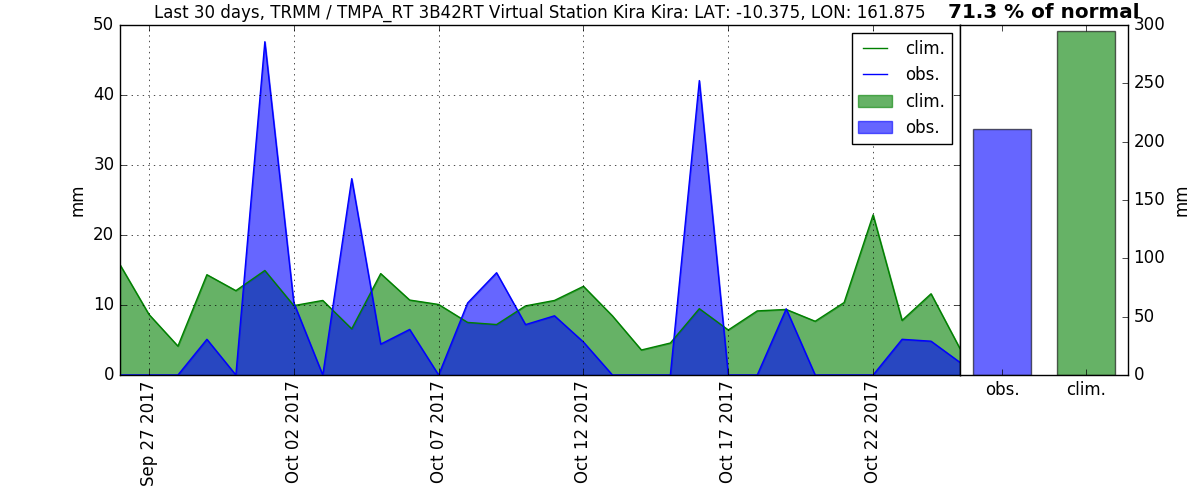 Last 30 days, TRMM / TMPA_RT 3B42RT Virtual Station Kira Kira: LAT: -10.375, LON: 161.875
71.3 % of normal
50
40
30
20
10
0
mm
clim.
obs.
clim.
obs.
300
250
200
150
100
50
0
mm
Sep 27 2017
Oct 02 2017
Oct 07 2017
Oct 12 2017
Oct 17 2017
Oct 22 2017
obs.
clim.